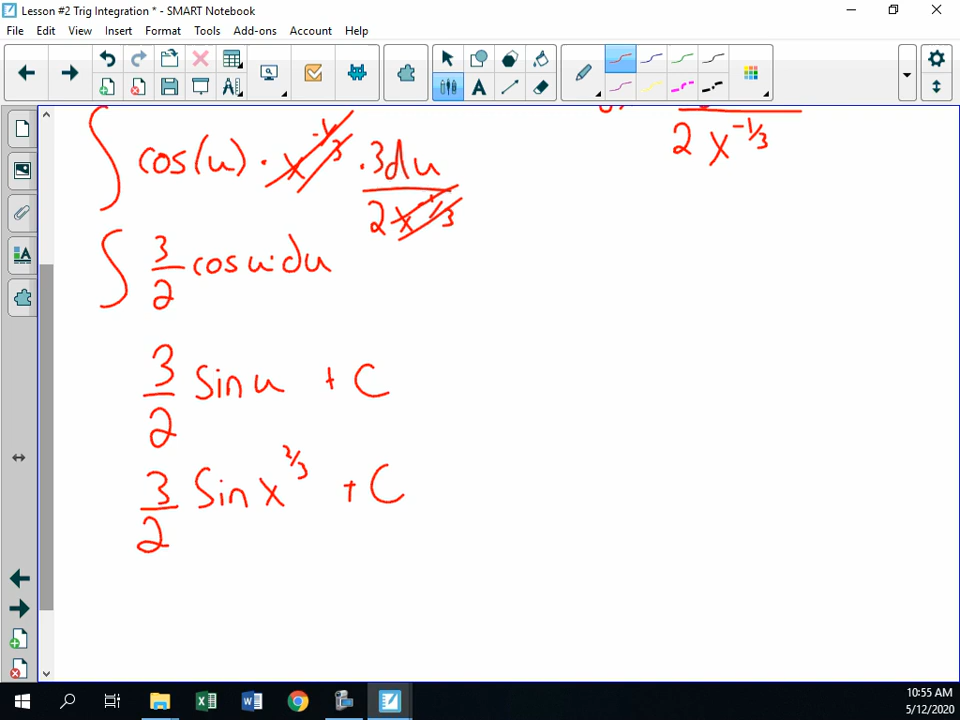 Lesson #2 Trig Integration * - SMART Notebook
File Edit View Insert Format Tools Add-ons Account Help
2x^{-1/3}
∫ cos(u) · x^{-1/3} · 3du / 2x^{-1/3}
∫ 3/2 cos u · du
3/2 Sin u + C
3/2 Sin x^{2/3} + C
10:55 AM
5/12/2020